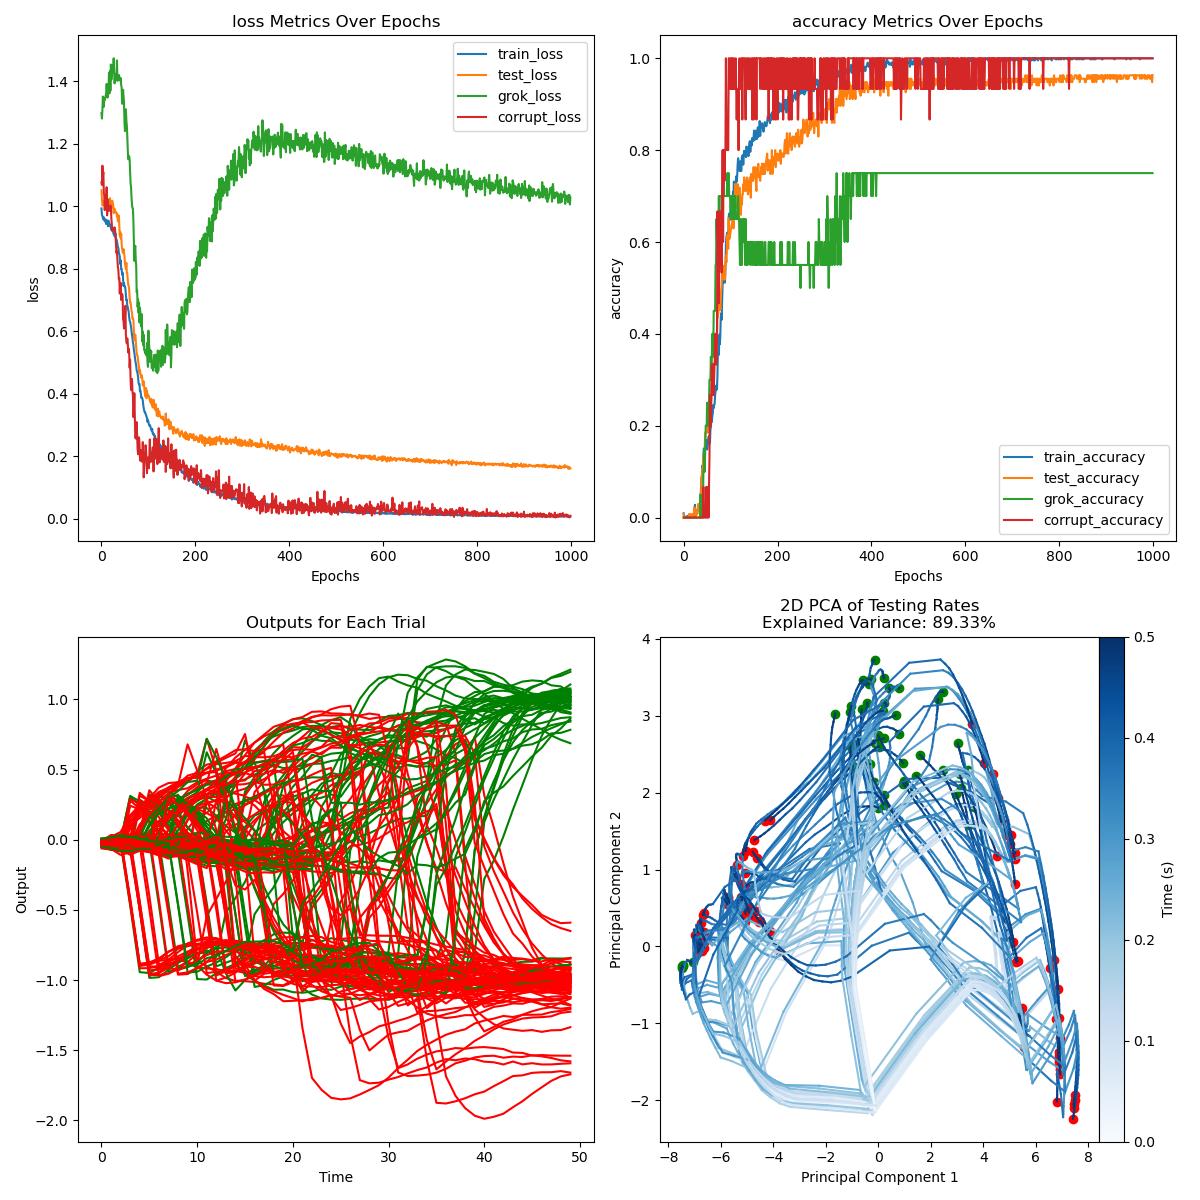 loss Metrics Over Epochs
1.4
1.2
1.0
0.8
0.6
0.4
0.2
0.0
loss
0
200
400
600
800
1000
Epochs
train_loss
test_loss
grok_loss
corrupt_loss
accuracy Metrics Over Epochs
1.0
0.8
0.6
0.4
0.2
0.0
accuracy
0
200
400
600
800
1000
Epochs
train_accuracy
test_accuracy
grok_accuracy
corrupt_accuracy
Outputs for Each Trial
1.0
0.5
0.0
−0.5
−1.0
−1.5
−2.0
Output
0
10
20
30
40
50
Time
2D PCA of Testing Rates
Explained Variance: 89.33%
4
3
2
1
0
−1
−2
Principal Component 2
−8
−6
−4
−2
0
2
4
6
8
Principal Component 1
0.5
0.4
0.3
0.2
0.1
0.0
Time (s)